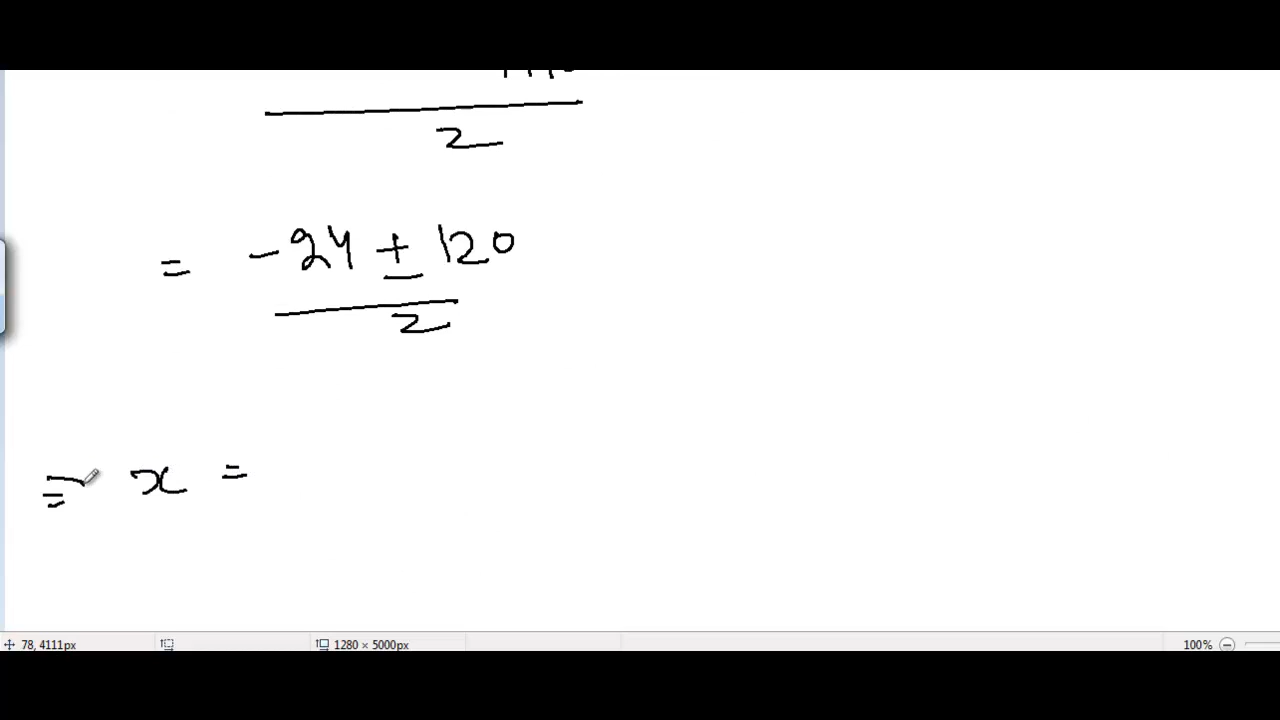 2
= -24 ± 120
2
⇒ x =
78, 4111px 1280 × 5000px 100%